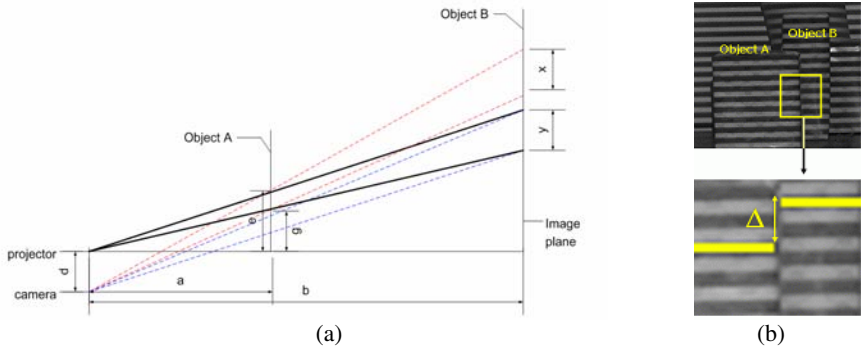 Object B
x
Object A
y
e
g
Image
plane
projector
d
camera
a
b
(a)
Object B
Object A
Δ
(b)